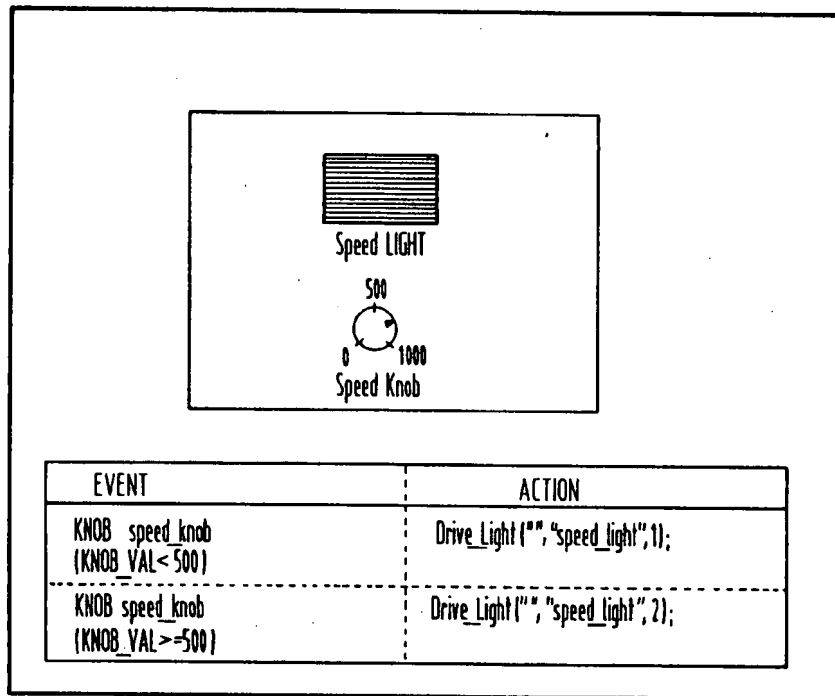 Speed LIGHT
500
0 1000
Speed Knob
EVENT ACTION
KNOB speed_knob Drive_Light("", "speed_light",1);
(KNOB_VAL< 500)
KNOB speed_knob Drive_Light("", "speed_light", 2);
(KNOB_VAL>=500)